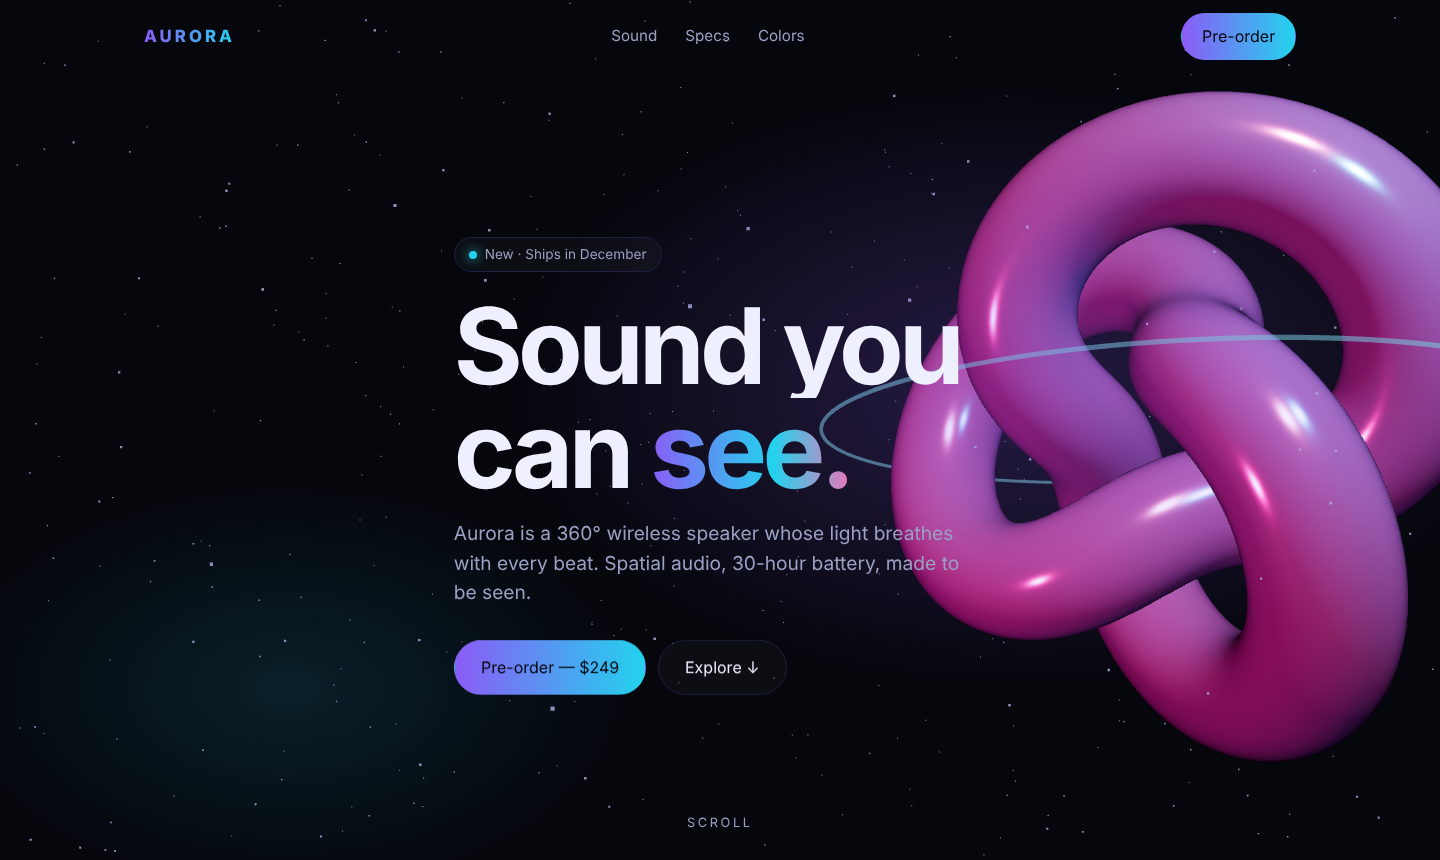 AURORA
Sound Specs Colors
Pre-order
New · Ships in December
Sound you
can see.
Aurora is a 360° wireless speaker whose light breathes
with every beat. Spatial audio, 30-hour battery, made to
be seen.
Pre-order — $249
Explore ↓
SCROLL